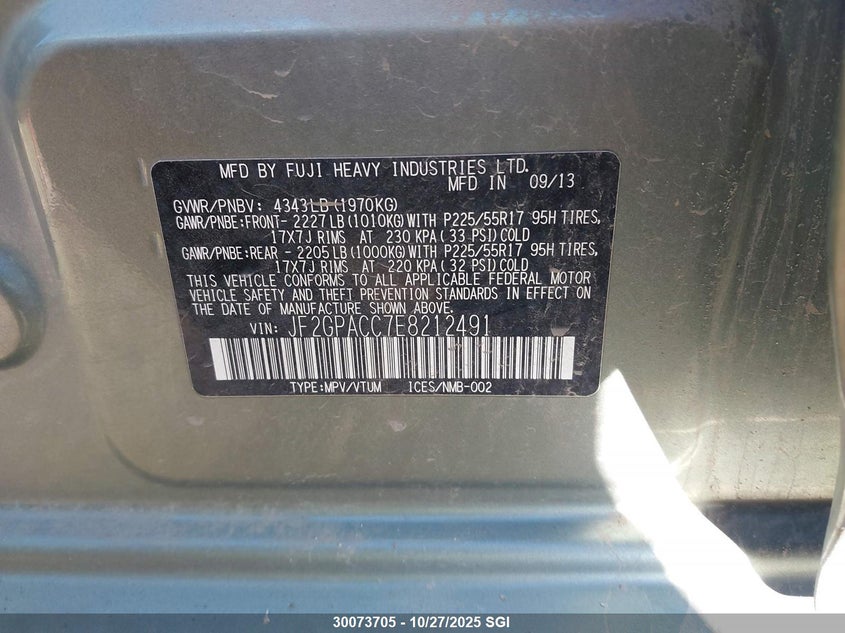 MFD BY FUJI HEAVY INDUSTRIES LTD.
MFD IN 09/13
GVWR/PNBV: 4343LB(1970KG)
GAWR/PNBE:FRONT- 2227LB(1010KG)WITH P225/55R17 95H TIRES,
17X7J RIMS AT 230 KPA(33 PSI)COLD
GAWR/PNBE:REAR - 2205LB(1000KG)WITH P225/55R17 95H TIRES,
17X7J RIMS AT 220 KPA(32 PSI)COLD
THIS VEHICLE CONFORMS TO ALL APPLICABLE FEDERAL MOTOR
VEHICLE SAFETY AND THEFT PREVENTION STANDARDS IN EFFECT ON
THE DATE OF MANUFACTURE SHOWN ABOVE.
VIN: JF2GPACC7E8212491
TYPE:MPV/VTUM ICES/NMB-002
30073705 - 10/27/2025 SGI